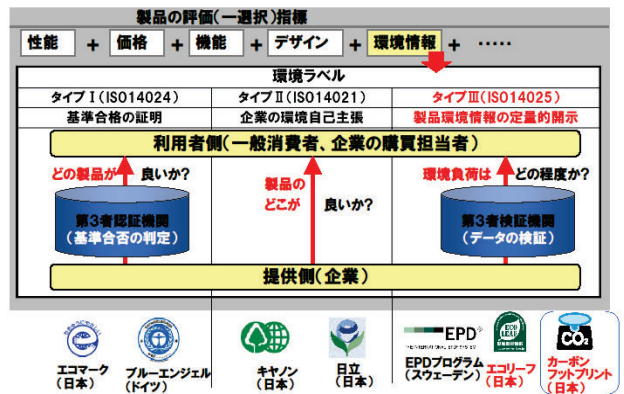 製品の評価(一選択)指標
性能 + 価格 + 機能 + デザイン + 環境情報 + ‥‥‥
環境ラベル
タイプⅠ(ISO14024)
タイプⅡ(ISO14021)
タイプⅢ(ISO14025)
基準合格の証明
企業の環境自己主張
製品環境情報の定量的開示
利用者側(一般消費者、企業の購買担当者)
どの製品が 良いか?
製品の
どこが 良いか?
環境負荷は どの程度か?
第3者認証機関
(基準合否の判定)
第3者検証機関
(データの検証)
提供側(企業)
EPD®
THE INTERNATIONAL EPD SYSTEM
ECO
LEAF
CO₂
エコマーク
(日本)
ブルーエンジェル
(ドイツ)
キヤノン
(日本)
日立
(日本)
EPDプログラム
(スウェーデン)
エコリーフ
(日本)
カーボン
フットプリント
(日本)